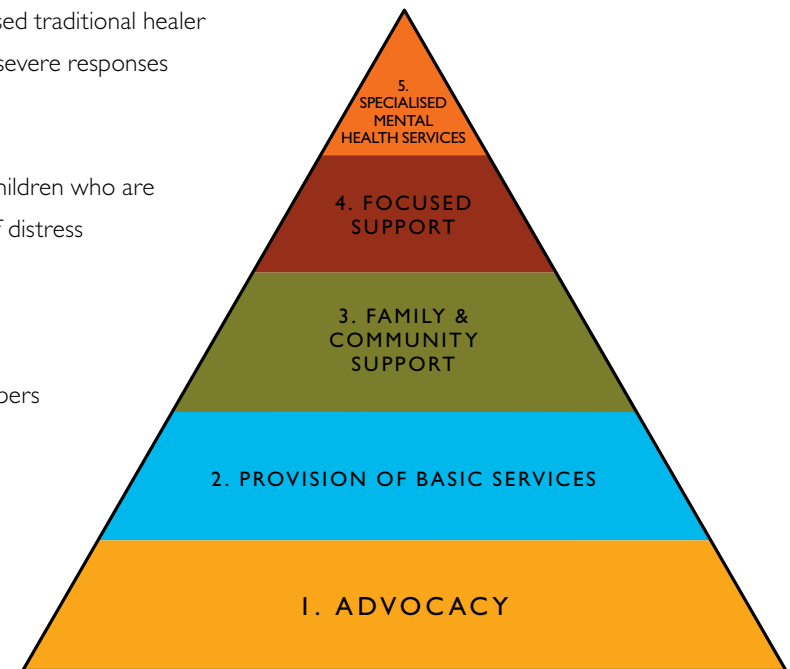 sed traditional healer
severe responses
hildren who are
f distress
bers
5.
SPECIALISED
MENTAL
HEALTH SERVICES
4. FOCUSED
SUPPORT
3. FAMILY &
COMMUNITY
SUPPORT
2. PROVISION OF BASIC SERVICES
1. ADVOCACY